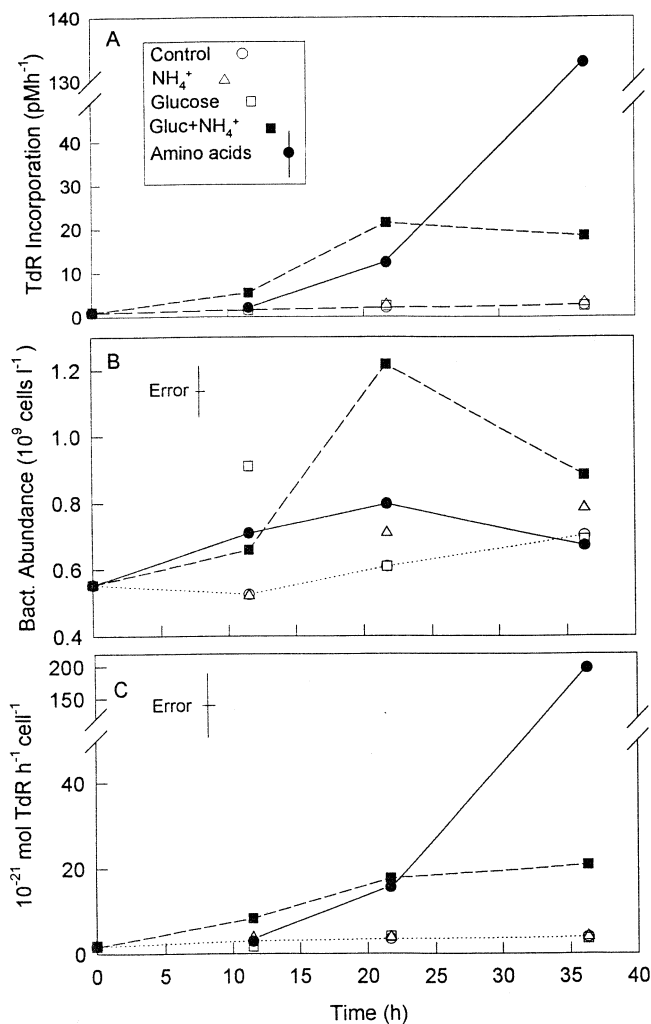 A
Control
NH₄⁺
Glucose
Gluc+NH₄⁺
Amino acids
TdR Incorporation (pMh⁻¹)
140
130
40
30
20
10
0
B
Error
Bact. Abundance (10⁹ cells l⁻¹)
1.2
1.0
0.8
0.6
0.4
C
Error
10⁻²¹ mol TdR h⁻¹ cell⁻¹
200
150
40
20
0
0 5 10 15 20 25 30 35 40
Time (h)